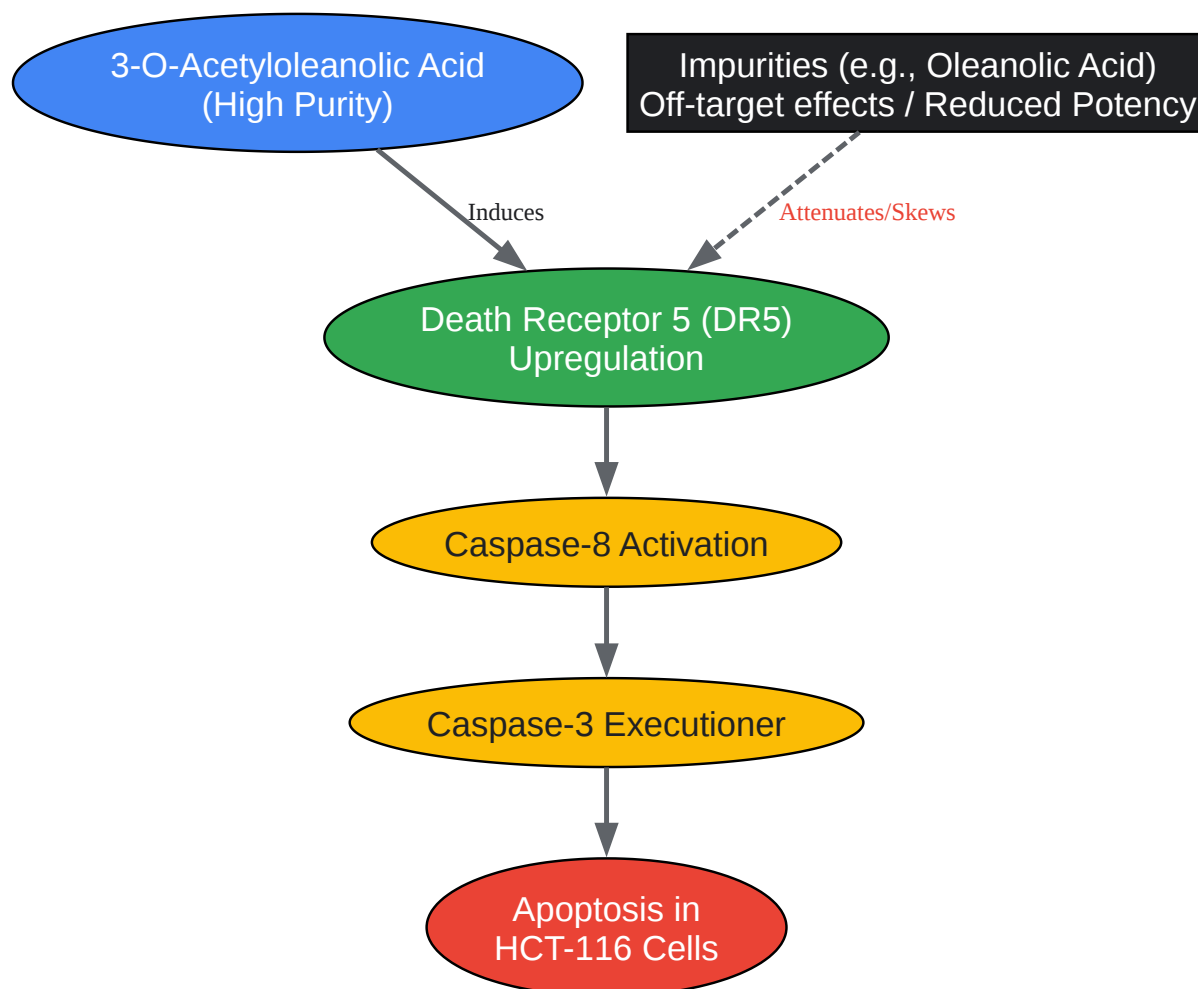 3-O-Acetyloleanolic Acid
(High Purity)
Impurities (e.g., Oleanolic Acid)
Off-target effects / Reduced Potency
Induces
Attenuates/Skews
Death Receptor 5 (DR5)
Upregulation
Caspase-8 Activation
Caspase-3 Executioner
Apoptosis in
HCT-116 Cells